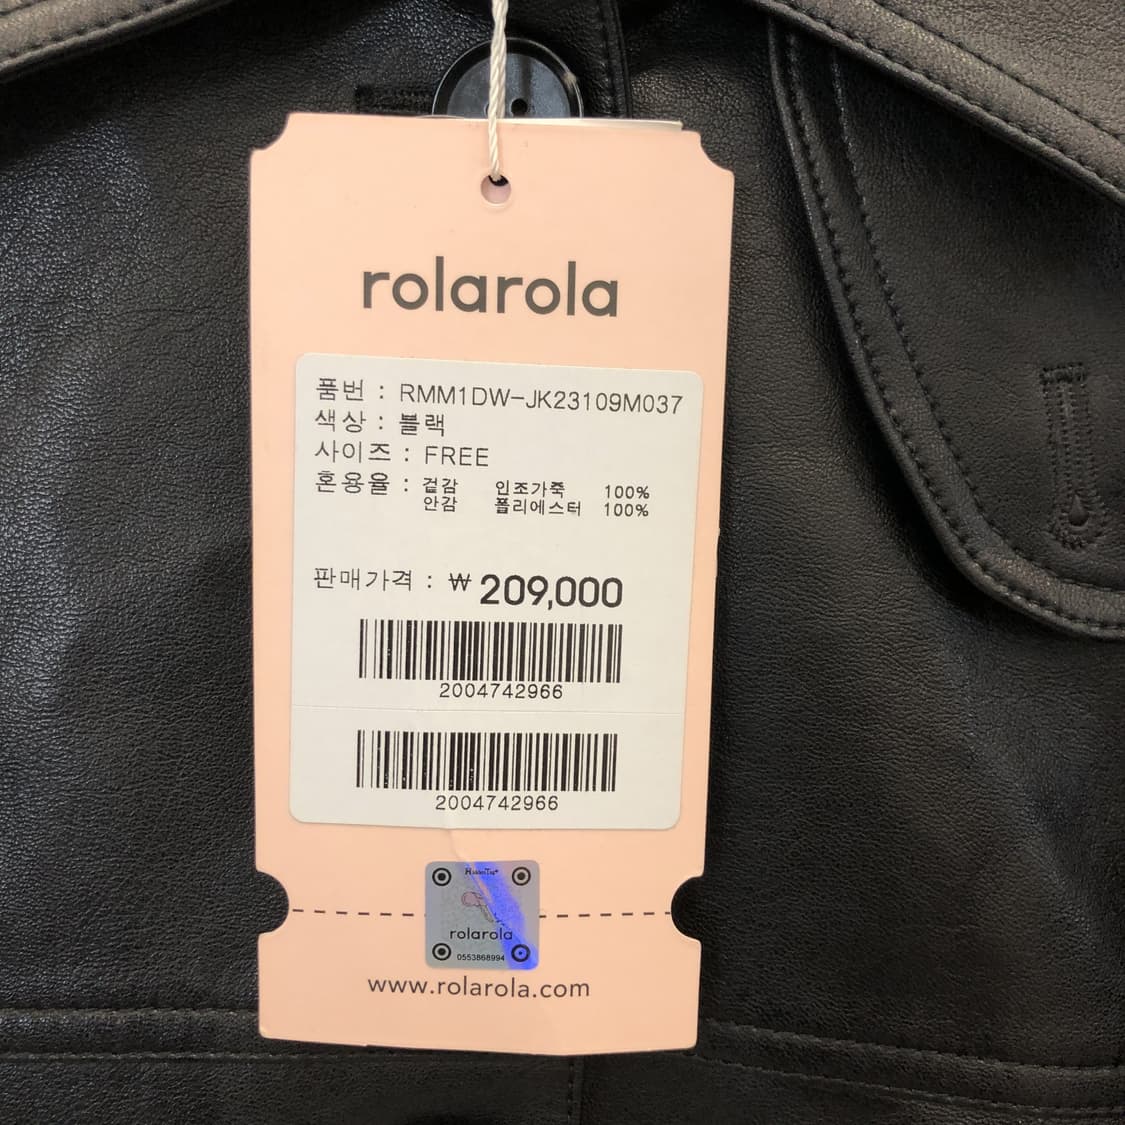 rolarola
품번 : RMM1DW-JK23109M037
색상 : 블랙
사이즈 : FREE
혼용율 : 겉감 인조가죽 100%
안감 폴리에스터 100%
판매가격 : ₩ 209,000
2004742966
2004742966
HiddenTag
rolarola
0553868994
www.rolarola.com